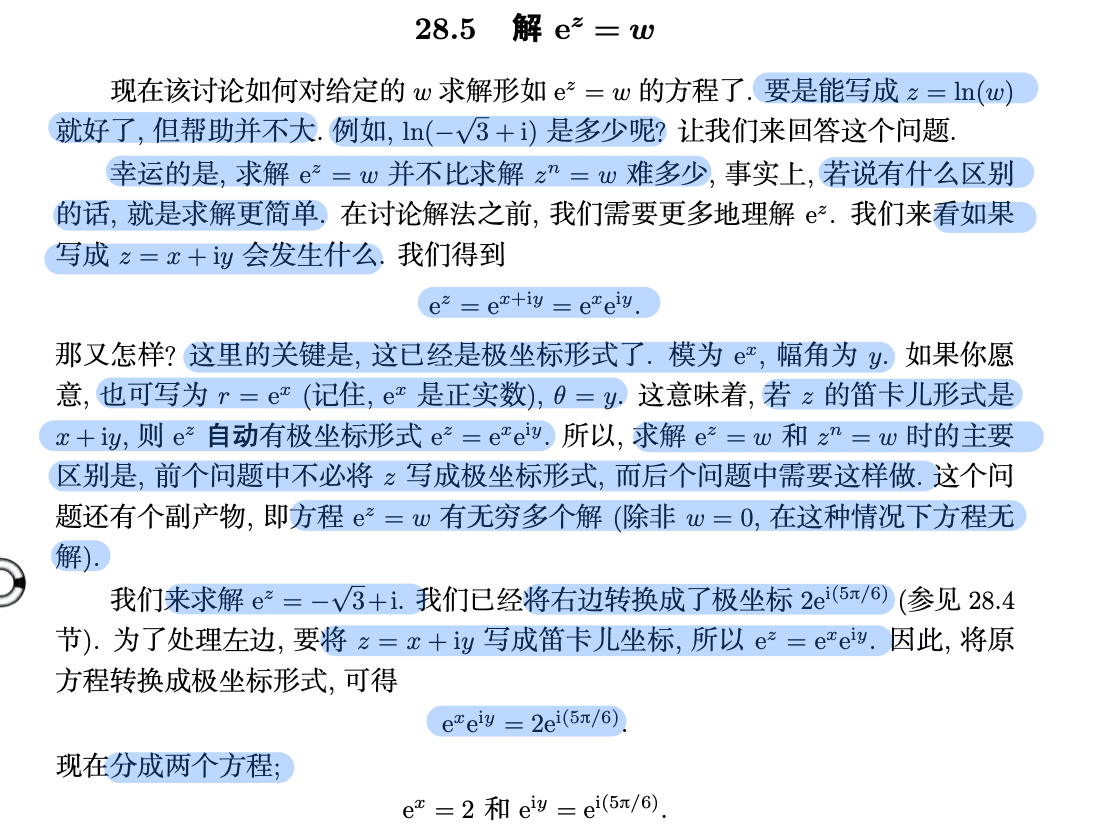 28.5 解 e^z = w
现在该讨论如何对给定的 w 求解形如 e^z = w 的方程了. 要是能写成 z = ln(w)
就好了, 但帮助并不大. 例如, ln(−√3 + i) 是多少呢? 让我们来回答这个问题.
幸运的是, 求解 e^z = w 并不比求解 z^n = w 难多少, 事实上, 若说有什么区别
的话, 就是求解更简单. 在讨论解法之前, 我们需要更多地理解 e^z. 我们来看如果
写成 z = x + iy 会发生什么. 我们得到
e^z = e^{x+iy} = e^x e^{iy}.
那又怎样? 这里的关键是, 这已经是极坐标形式了. 模为 e^x, 幅角为 y. 如果你愿
意, 也可写为 r = e^x (记住, e^x 是正实数), θ = y. 这意味着, 若 z 的笛卡儿形式是
x + iy, 则 e^z 自动有极坐标形式 e^z = e^x e^{iy}. 所以, 求解 e^z = w 和 z^n = w 时的主要
区别是, 前个问题中不必将 z 写成极坐标形式, 而后个问题中需要这样做. 这个问
题还有个副产物, 即方程 e^z = w 有无穷多个解 (除非 w = 0, 在这种情况下方程无
解).
我们来求解 e^z = −√3+i. 我们已经将右边转换成了极坐标 2e^{i(5π/6)} (参见 28.4
节). 为了处理左边, 要将 z = x + iy 写成笛卡儿坐标, 所以 e^z = e^x e^{iy}. 因此, 将原
方程转换成极坐标形式, 可得
e^x e^{iy} = 2e^{i(5π/6)}.
现在分成两个方程;
e^x = 2 和 e^{iy} = e^{i(5π/6)}.